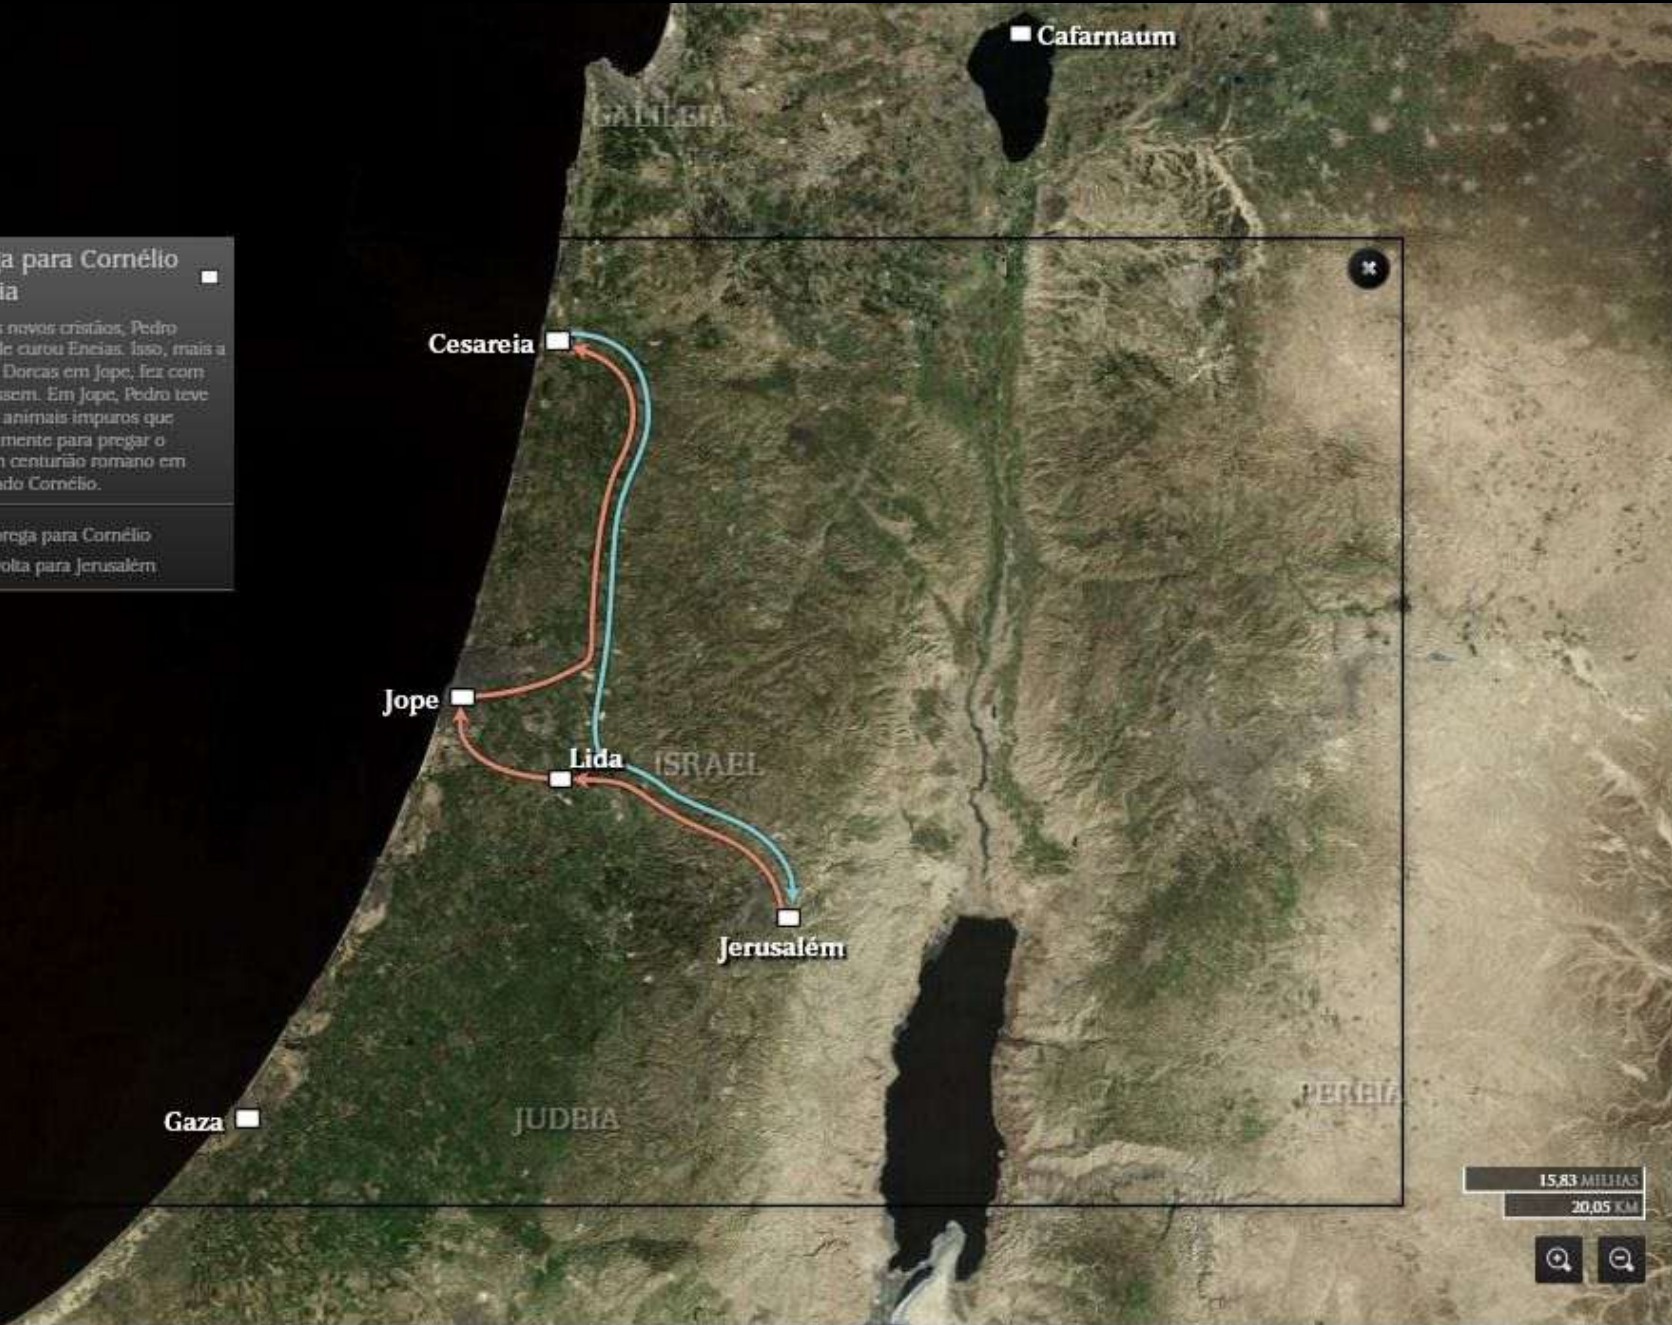 Cafarnaum
GALILEIA
a para Cornélio
ia
s novos cristãos, Pedro
le curou Eneias. Isso, mais a
Dorcas em Jope, fez com
ssem. Em Jope, Pedro teve
animais impuros que
mente para pregar o
n centurião romano em
do Cornélio.
rega para Cornélio
olta para Jerusalém
Cesareia
Jope
Lida
ISRAEL
Jerusalém
Gaza
JUDEIA
PEREIA
15,83 MILHAS
20,05 KM